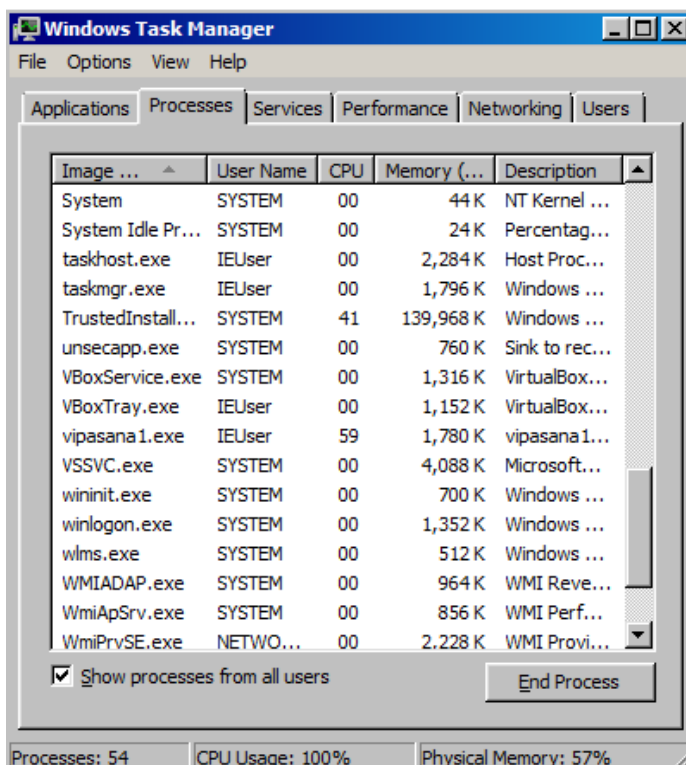 Windows Task Manager
File Options View Help
Applications Processes Services Performance Networking Users
Image ... User Name CPU Memory (... Description
System SYSTEM 00 44 K NT Kernel ...
System Idle Pr... SYSTEM 00 24 K Percentag...
taskhost.exe IEUser 00 2,284 K Host Proc...
taskmgr.exe IEUser 00 1,796 K Windows ...
TrustedInstall... SYSTEM 41 139,968 K Windows ...
unsecapp.exe SYSTEM 00 760 K Sink to rec...
VBoxService.exe SYSTEM 00 1,316 K VirtualBox...
VBoxTray.exe IEUser 00 1,152 K VirtualBox...
vipasana1.exe IEUser 59 1,780 K vipasana1...
VSSVC.exe SYSTEM 00 4,088 K Microsoft...
wininit.exe SYSTEM 00 700 K Windows ...
winlogon.exe SYSTEM 00 1,352 K Windows ...
wlms.exe SYSTEM 00 512 K Windows ...
WMIADAP.exe SYSTEM 00 964 K WMI Reve...
WmiApSrv.exe SYSTEM 00 856 K WMI Perf...
WmiPrvSE.exe NETWO... 00 2,228 K WMI Provi...
Show processes from all users End Process
Processes: 54 CPU Usage: 100% Physical Memory: 57%